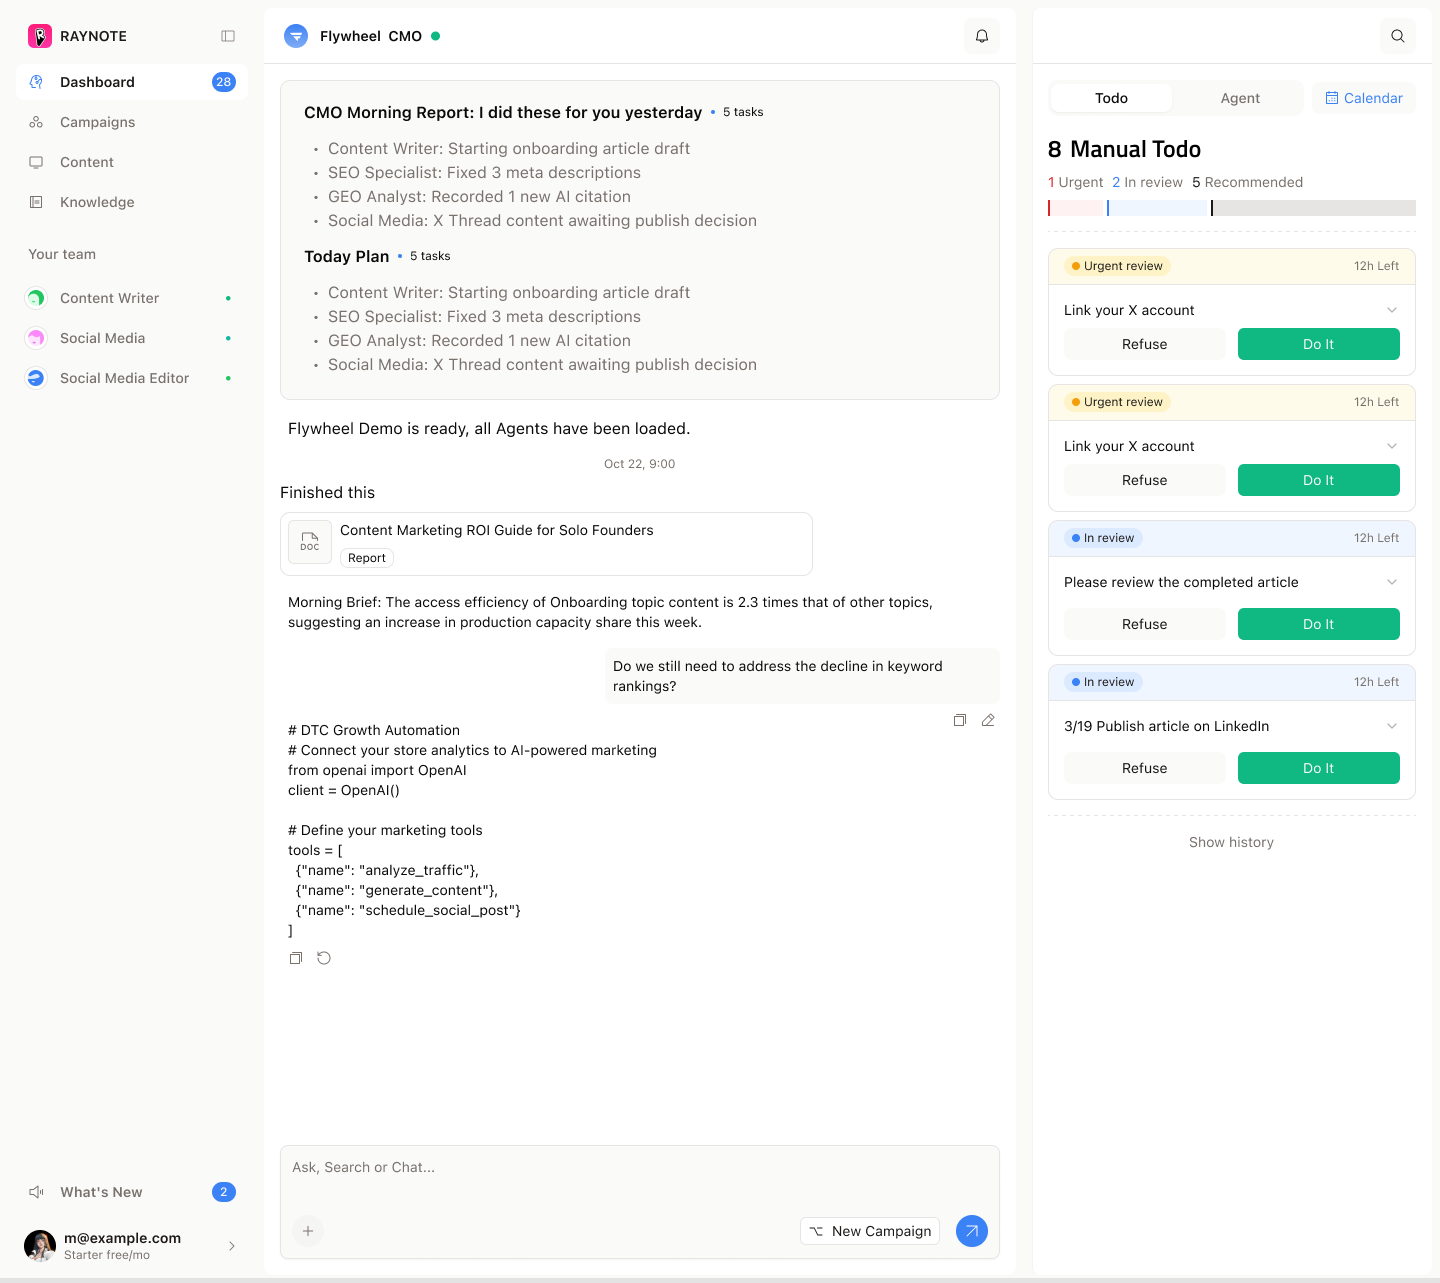 RAYNOTE
Dashboard
28
Campaigns
Content
Knowledge
Your team
Content Writer
Social Media
Social Media Editor
What's New
2
m@example.com
Starter free/mo
Flywheel CMO
CMO Morning Report: I did these for you yesterday • 5 tasks
• Content Writer: Starting onboarding article draft
• SEO Specialist: Fixed 3 meta descriptions
• GEO Analyst: Recorded 1 new AI citation
• Social Media: X Thread content awaiting publish decision
Today Plan • 5 tasks
• Content Writer: Starting onboarding article draft
• SEO Specialist: Fixed 3 meta descriptions
• GEO Analyst: Recorded 1 new AI citation
• Social Media: X Thread content awaiting publish decision
Flywheel Demo is ready, all Agents have been loaded.
Oct 22, 9:00
Finished this
DOC
Content Marketing ROI Guide for Solo Founders
Report
Morning Brief: The access efficiency of Onboarding topic content is 2.3 times that of other topics,
suggesting an increase in production capacity share this week.
Do we still need to address the decline in keyword
rankings?
# DTC Growth Automation
# Connect your store analytics to AI-powered marketing
from openai import OpenAI
client = OpenAI()
# Define your marketing tools
tools = [
{"name": "analyze_traffic"},
{"name": "generate_content"},
{"name": "schedule_social_post"}
]
Ask, Search or Chat...
New Campaign
Todo
Agent
Calendar
8 Manual Todo
1 Urgent 2 In review 5 Recommended
Urgent review
12h Left
Link your X account
Refuse
Do It
Urgent review
12h Left
Link your X account
Refuse
Do It
In review
12h Left
Please review the completed article
Refuse
Do It
In review
12h Left
3/19 Publish article on LinkedIn
Refuse
Do It
Show history